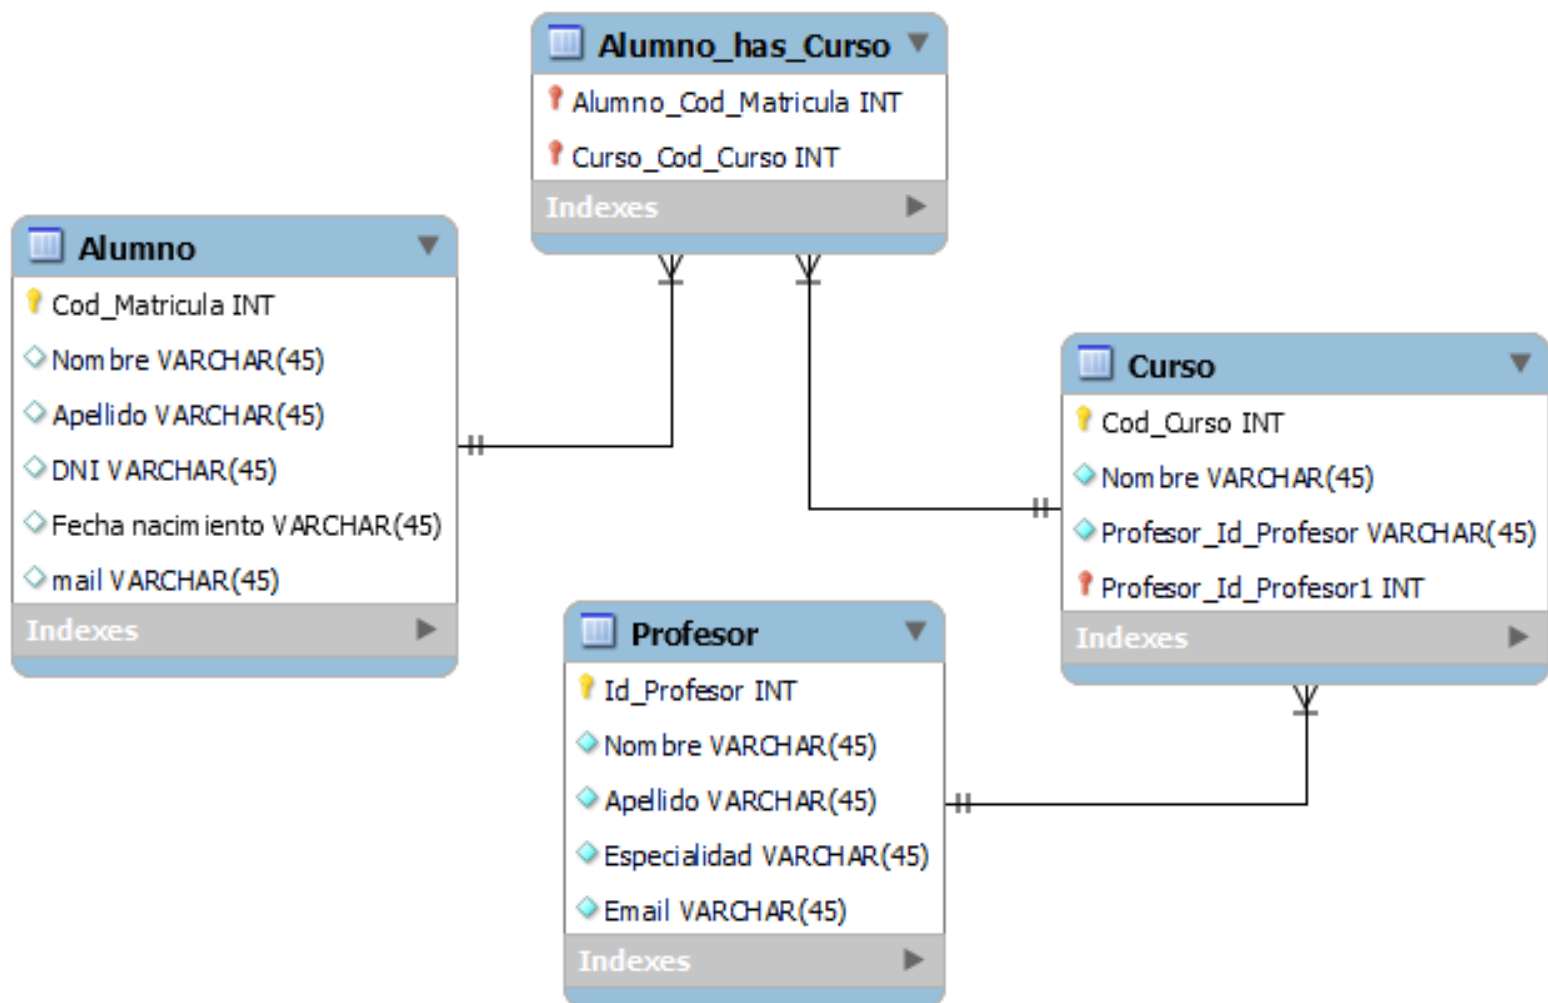 Alumno_has_Curso
Alumno_Cod_Matricula INT
Curso_Cod_Curso INT
Indexes
Alumno
Cod_Matricula INT
Nombre VARCHAR(45)
Apellido VARCHAR(45)
DNI VARCHAR(45)
Fecha nacimiento VARCHAR(45)
mail VARCHAR(45)
Indexes
Curso
Cod_Curso INT
Nombre VARCHAR(45)
Profesor_Id_Profesor VARCHAR(45)
Profesor_Id_Profesor1 INT
Indexes
Profesor
Id_Profesor INT
Nombre VARCHAR(45)
Apellido VARCHAR(45)
Especialidad VARCHAR(45)
Email VARCHAR(45)
Indexes